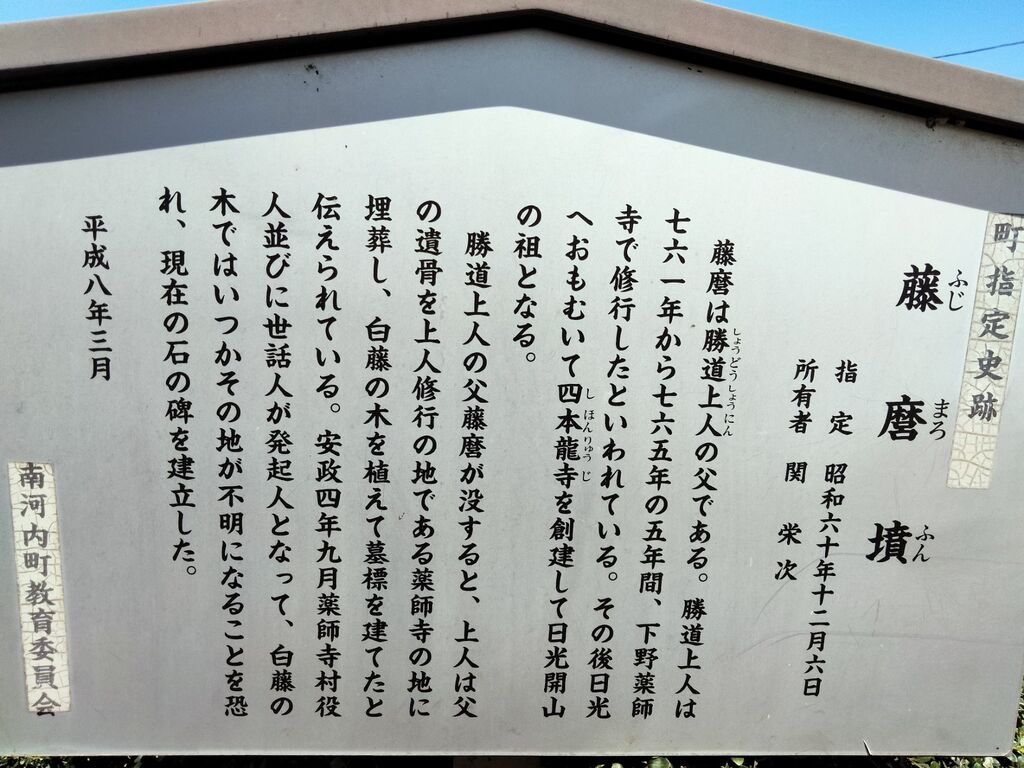 町指定史跡
藤麿墳
ふじ まろ ふん
指定 昭和六十年十二月六日
所有者 関栄次
藤麿は勝道上人の父である。勝道上人は
しょうどうしょうにん
七六一年から七六五年の五年間、下野薬師
寺で修行したといわれている。その後日光
へおもむいて四本龍寺を創建して日光開山
し ほんりゅう じ
の祖となる。
勝道上人の父藤麿が没すると、上人は父
の遺骨を上人修行の地である薬師寺の地に
埋葬し、白藤の木を植えて墓標を建てたと
伝えられている。安政四年九月薬師寺村役
人並びに世話人が発起人となって、白藤の
木ではいつかその地が不明になることを恐
れ、現在の石の碑を建立した。
平成八年三月
南河内町教育委員会